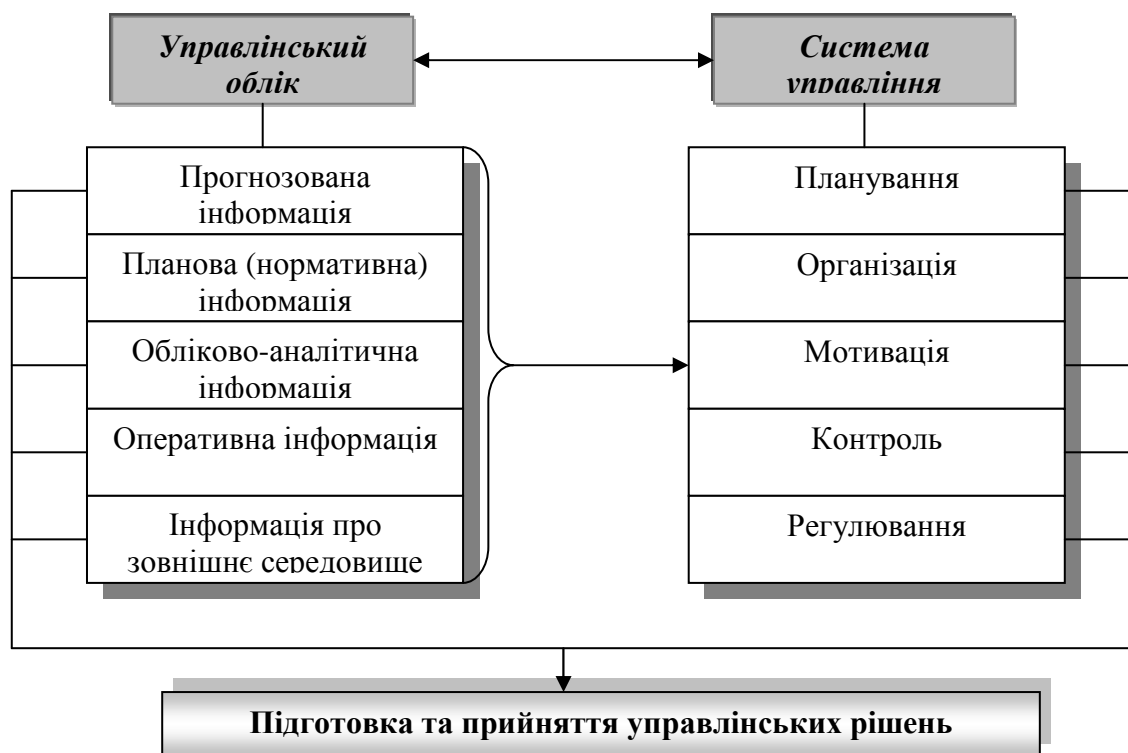 Управлінський
облік
Система
управління
Прогнозована
інформація
Планова (нормативна)
інформація
Обліково-аналітична
інформація
Оперативна інформація
Інформація про
зовнішнє середовище
Планування
Організація
Мотивація
Контроль
Регулювання
Підготовка та прийняття управлінських рішень